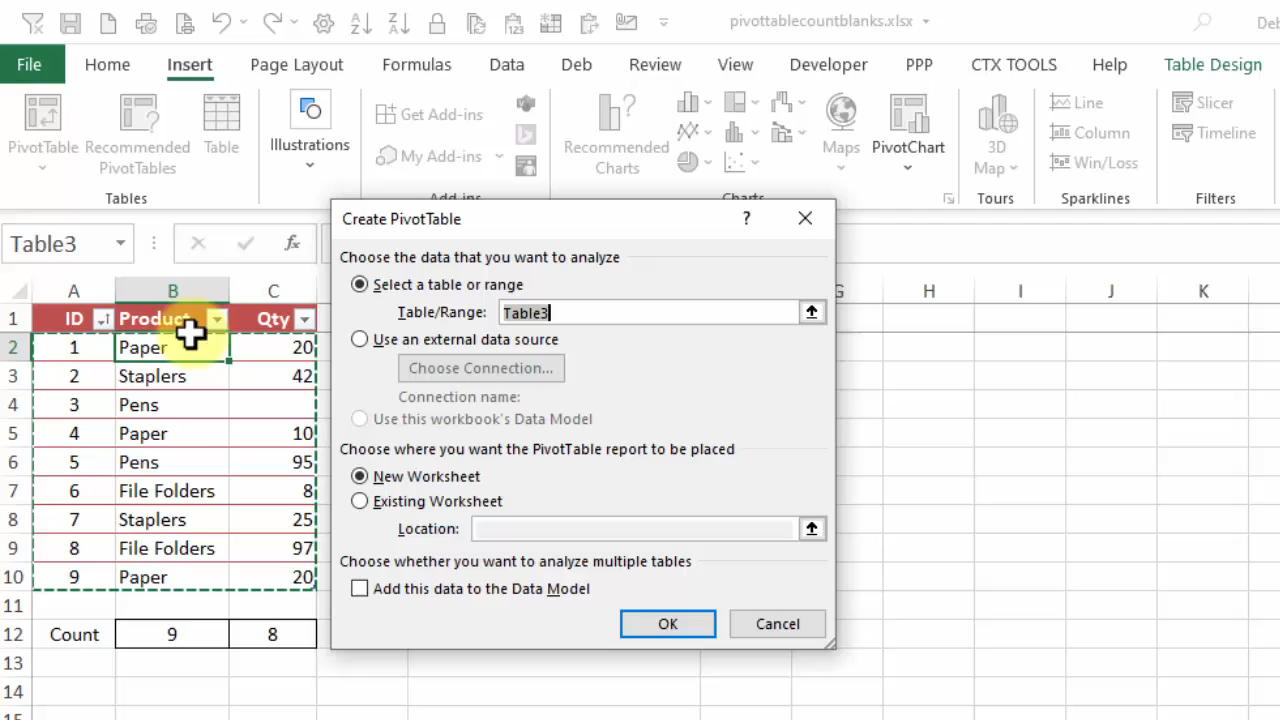 pivottablecountblanks.xlsx
File Home Insert Page Layout Formulas Data Deb Review View Developer PPP CTX TOOLS Help Table Design
PivotTable
Recommended
PivotTables
Table
Tables
Illustrations
Get Add-ins
My Add-ins
Add-ins
Recommended
Charts
Maps
PivotChart
Charts
3D
Map
Tours
Line
Column
Win/Loss
Sparklines
Slicer
Timeline
Filters
Table3
fx
A B C G H I J K
1 ID Product Qty
2 1 Paper 20
3 2 Staplers 42
4 3 Pens
5 4 Paper 10
6 5 Pens 95
7 6 File Folders 8
8 7 Staplers 25
9 8 File Folders 97
10 9 Paper 20
11
12 Count 9 8
13
14
Create PivotTable ?
Choose the data that you want to analyze
Select a table or range
Table/Range: Table3
Use an external data source
Choose Connection...
Connection name:
Use this workbook's Data Model
Choose where you want the PivotTable report to be placed
New Worksheet
Existing Worksheet
Location:
Choose whether you want to analyze multiple tables
Add this data to the Data Model
OK Cancel